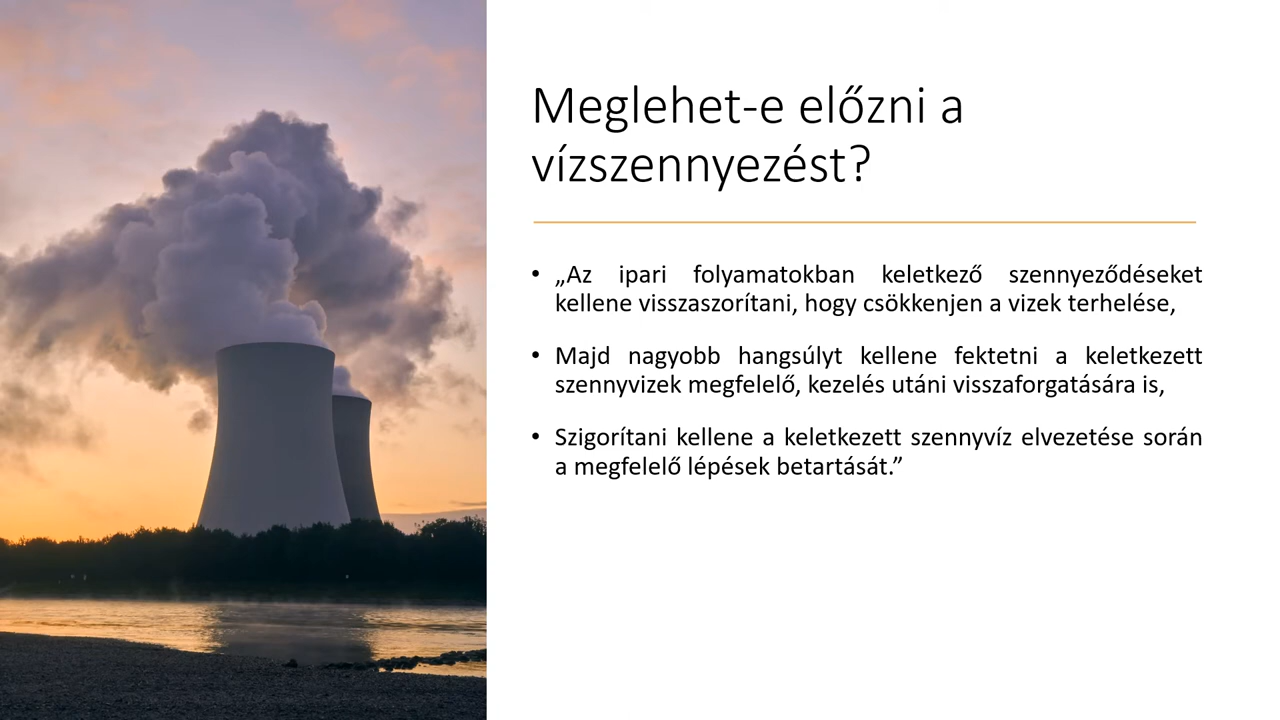 Meglehet-e előzni a
vízszennyezést?
• „Az ipari folyamatokban keletkező szennyeződéseket
kellene visszaszorítani, hogy csökkenjen a vizek terhelése,
• Majd nagyobb hangsúlyt kellene fektetni a keletkezett
szennyvizek megfelelő, kezelés utáni visszaforgatására is,
• Szigorítani kellene a keletkezett szennyvíz elvezetése során
a megfelelő lépések betartását.”